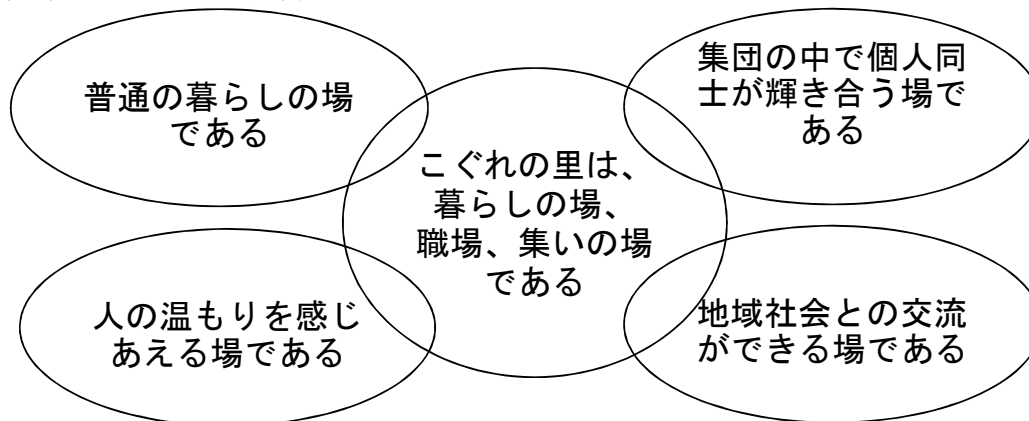 普通の暮らしの場
である
集団の中で個人同
士が輝き合う場で
ある
こぐれの里は、
暮らしの場、
職場、集いの場
である
人の温もりを感じ
あえる場である
地域社会との交流
ができる場である